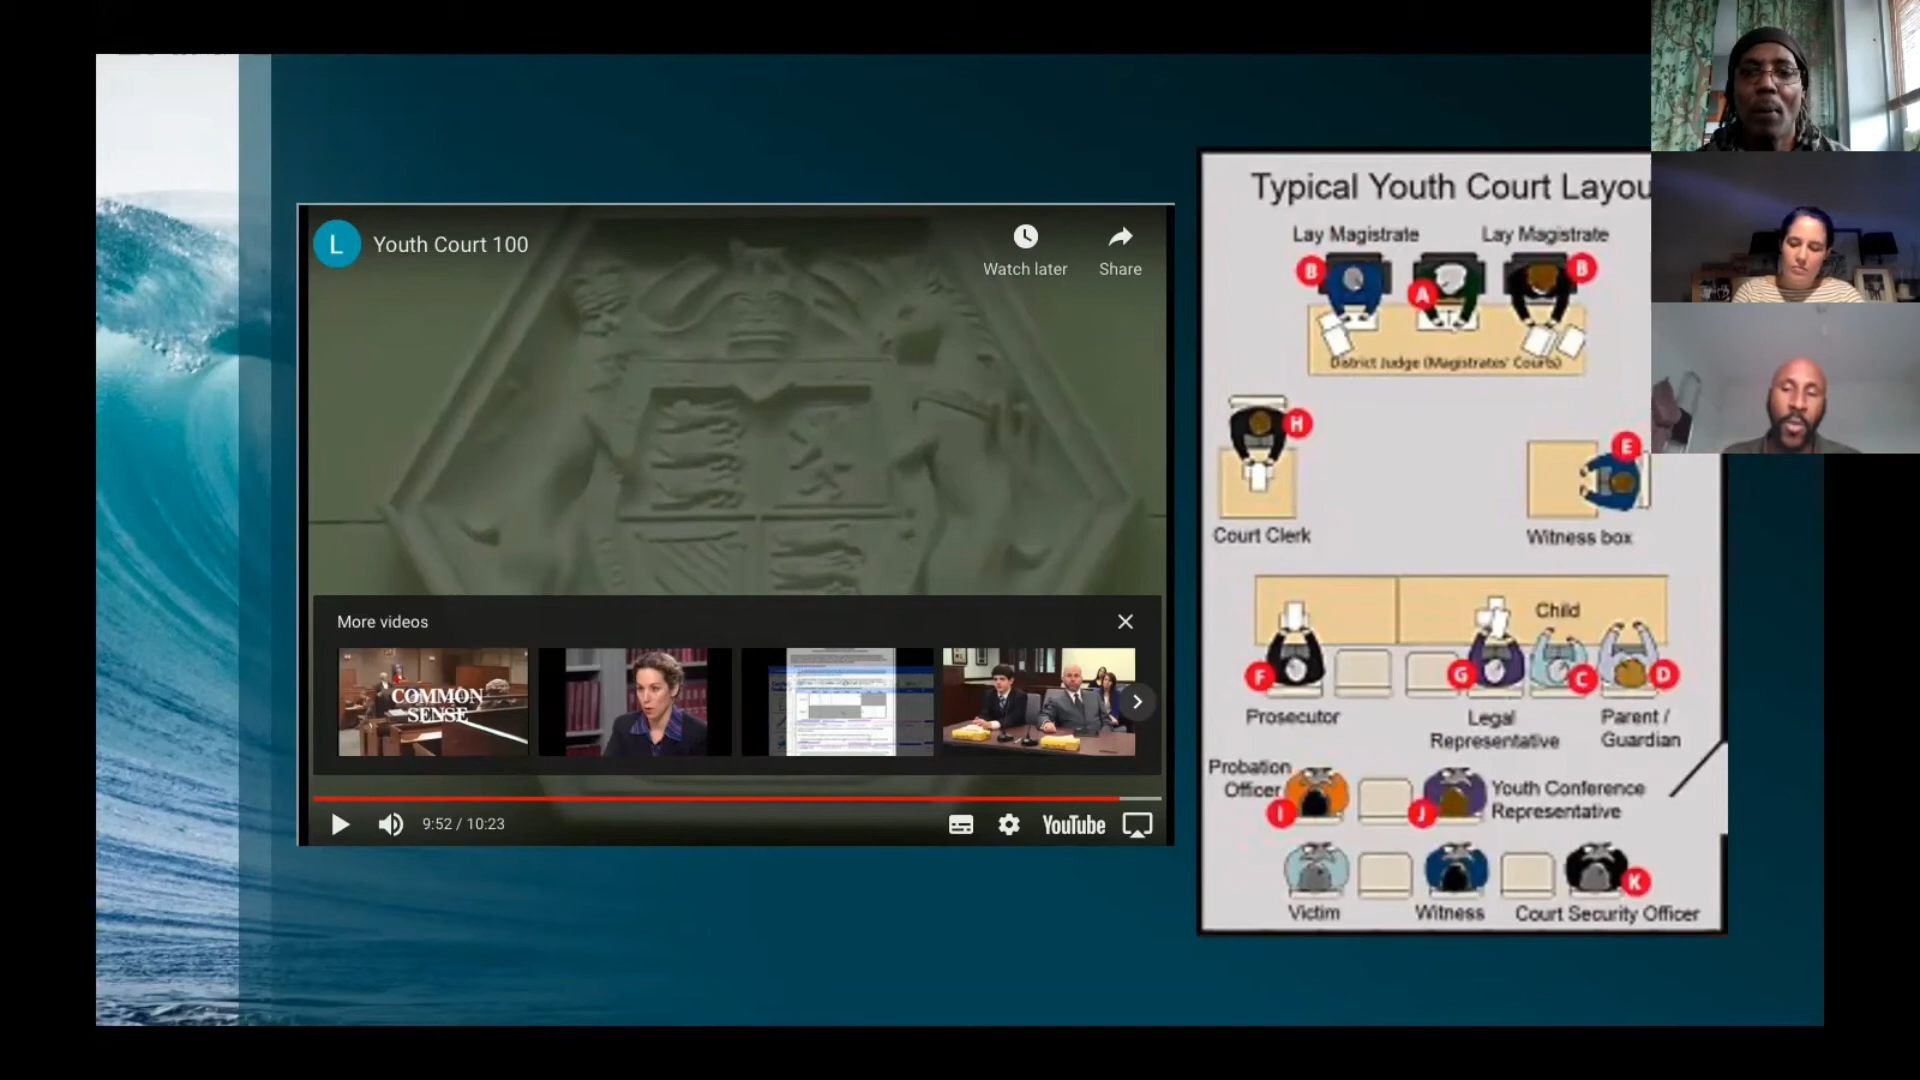 L
Youth Court 100
Watch later
Share
More videos
COMMON
SENSE
9:52 / 10:23
YouTube
Typical Youth Court Layou
Lay Magistrate
Lay Magistrate
B
A
B
District Judge (Magistrates' Courts)
H
E
Court Clerk
Witness box
Child
F
G
C
D
Prosecutor
Legal
Representative
Parent /
Guardian
Probation
Officer
I
J
Youth Conference
Representative
K
Victim
Witness
Court Security Officer